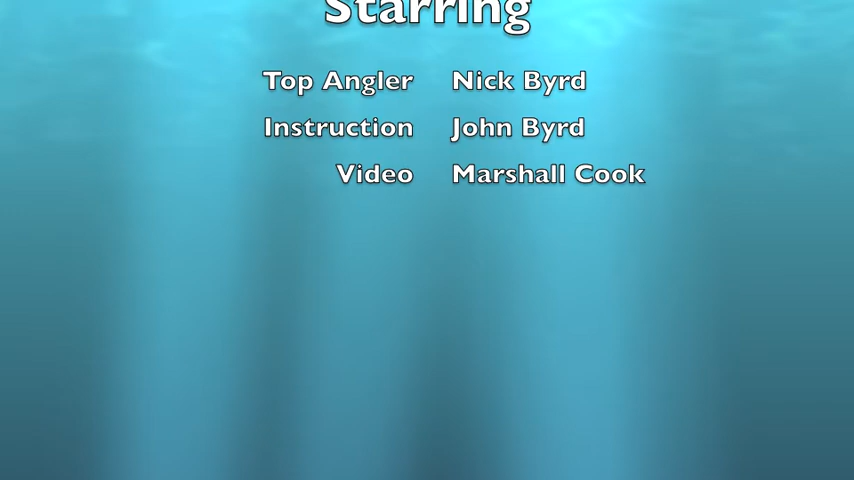 Starring
Top Angler Nick Byrd
Instruction John Byrd
Video Marshall Cook